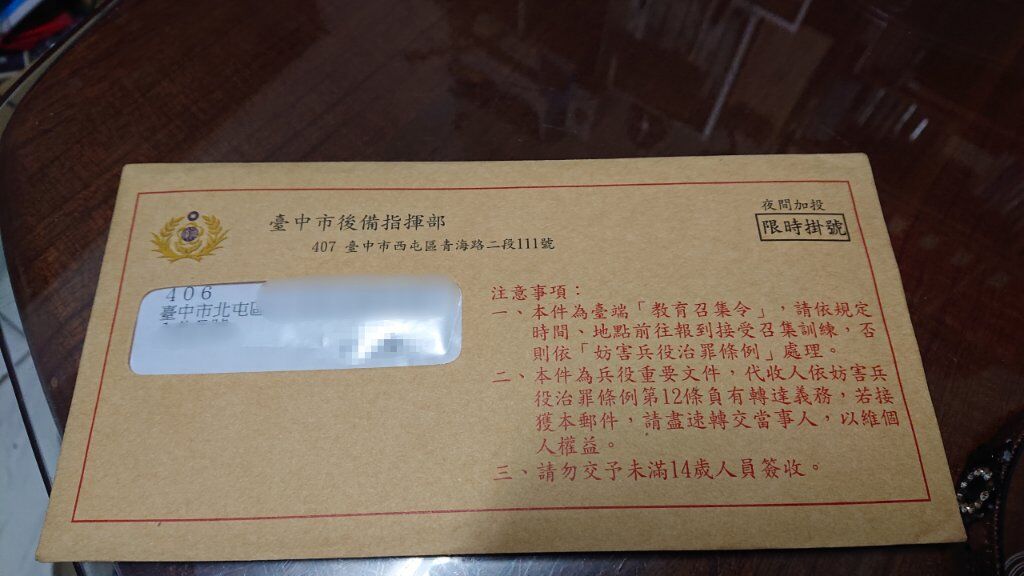 臺中市後備指揮部
407 臺中市西屯區青海路二段111號
夜間加投
限時掛號
406
臺中市北屯區
注意事項：
一、本件為臺端「教育召集令」，請依規定
時間、地點前往報到接受召集訓練，否
則依「妨害兵役治罪條例」處理。
二、本件為兵役重要文件，代收人依妨害兵
役治罪條例第12條負有轉達義務，若接
獲本郵件，請盡速轉交當事人，以維個
人權益。
三、請勿交予未滿14歲人員簽收。